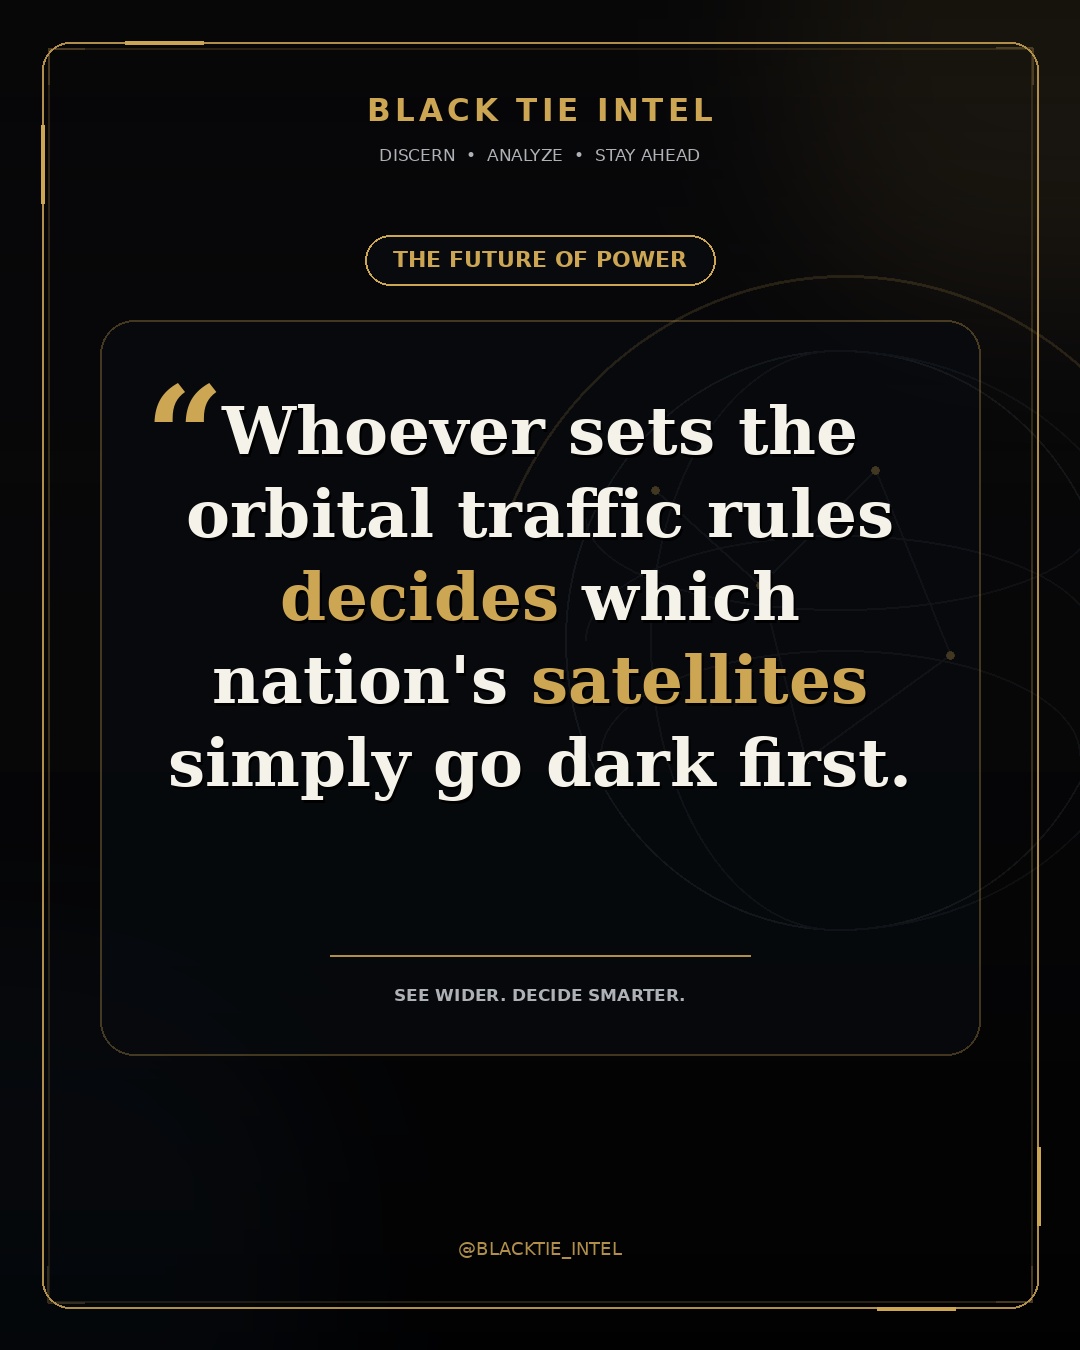 BLACK TIE INTEL
DISCERN • ANALYZE • STAY AHEAD
THE FUTURE OF POWER
“Whoever sets the
orbital traffic rules
decides which
nation's satellites
simply go dark first.
SEE WIDER. DECIDE SMARTER.
@BLACKTIE_INTEL